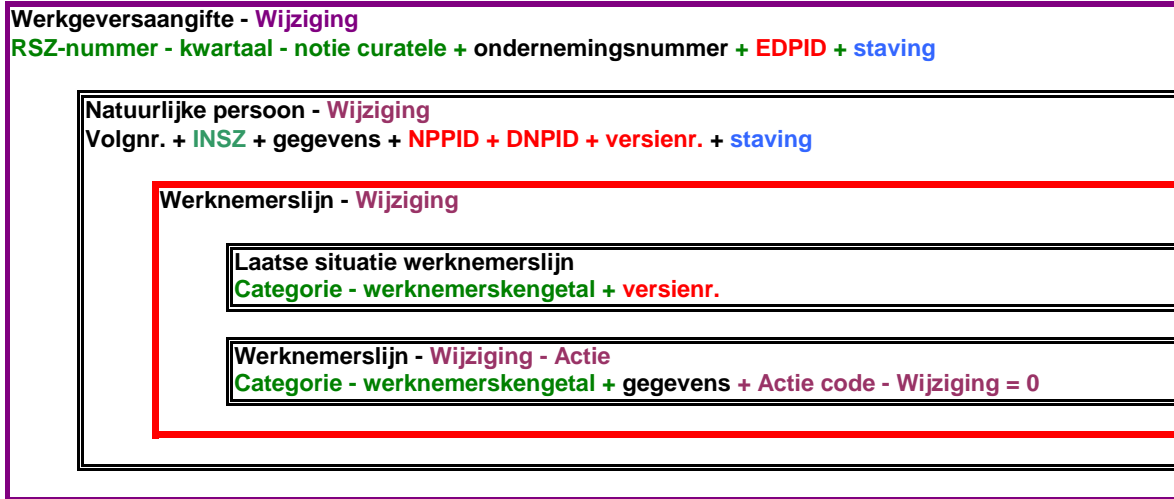 Werkgeversaangifte - Wijziging
RSZ-nummer - kwartaal - notie curatele + ondernemingsnummer + EDPID + staving
Natuurlijke persoon - Wijziging
Volgnr. + INSZ + gegevens + NPPID + DNPID + versienr. + staving
Werknemerslijn - Wijziging
Laatse situatie werknemerslijn
Categorie - werknemerskengetal + versienr.
Werknemerslijn - Wijziging - Actie
Categorie - werknemerskengetal + gegevens + Actie code - Wijziging = 0